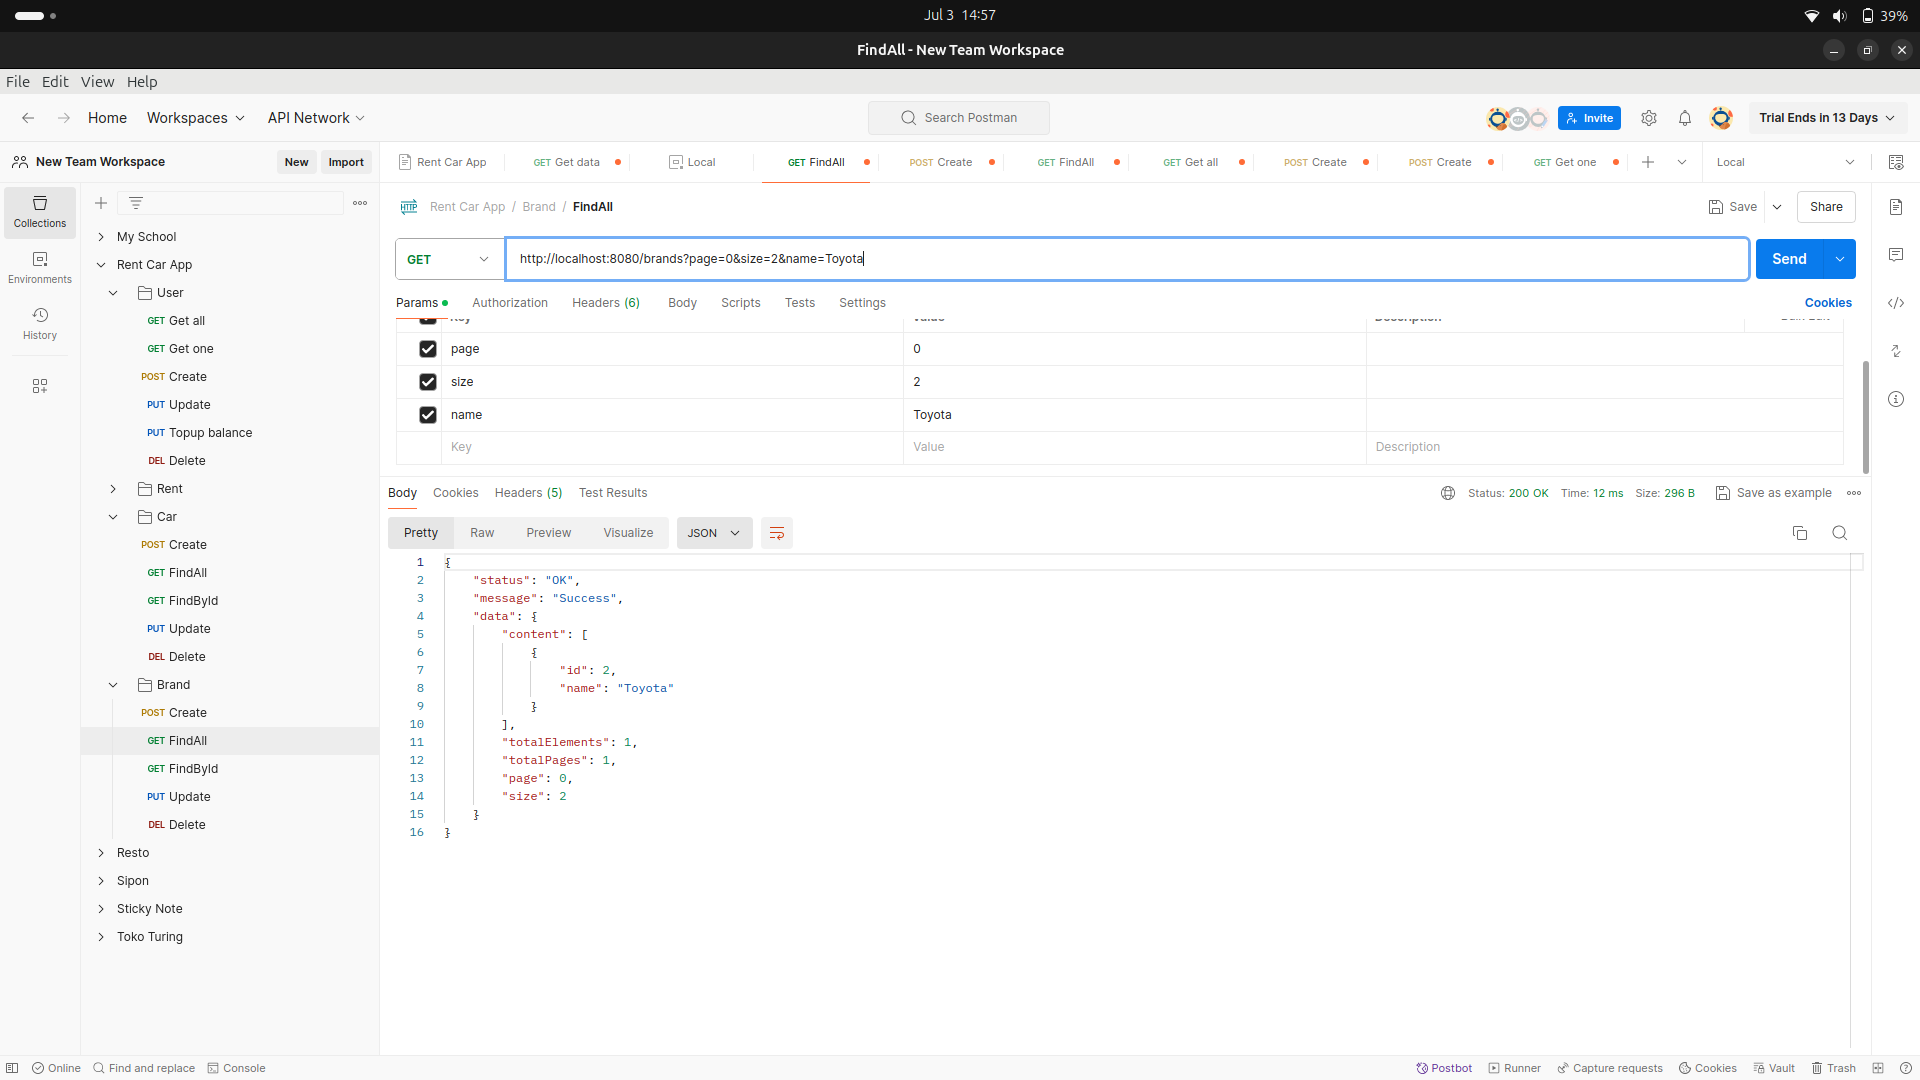 Jul 3 14:57
39%
FindAll - New Team Workspace
File Edit View Help
Home Workspaces API Network
Search Postman
Invite
Trial Ends in 13 Days
New Team Workspace
New Import
Rent Car App
GET Get data
Local
GET FindAll
POST Create
GET FindAll
GET Get all
POST Create
POST Create
GET Get one
Local
Collections
Environments
History
My School
Rent Car App
User
GET Get all
GET Get one
POST Create
PUT Update
PUT Topup balance
DEL Delete
Rent
Car
POST Create
GET FindAll
GET FindById
PUT Update
DEL Delete
Brand
POST Create
GET FindAll
GET FindById
PUT Update
DEL Delete
Resto
Sipon
Sticky Note
Toko Turing
HTTP Rent Car App / Brand / FindAll
Save Share
GET http://localhost:8080/brands?page=0&size=2&name=Toyota Send
Params Authorization Headers (6) Body Scripts Tests Settings Cookies
page 0
size 2
name Toyota
Key Value Description
Body Cookies Headers (5) Test Results
Status: 200 OK Time: 12 ms Size: 296 B Save as example
Pretty Raw Preview Visualize JSON
1 {
2 "status": "OK",
3 "message": "Success",
4 "data": {
5 "content": [
6 {
7 "id": 2,
8 "name": "Toyota"
9 }
10 ],
11 "totalElements": 1,
12 "totalPages": 1,
13 "page": 0,
14 "size": 2
15 }
16 }
Online Find and replace Console
Postbot Runner Capture requests Cookies Vault Trash